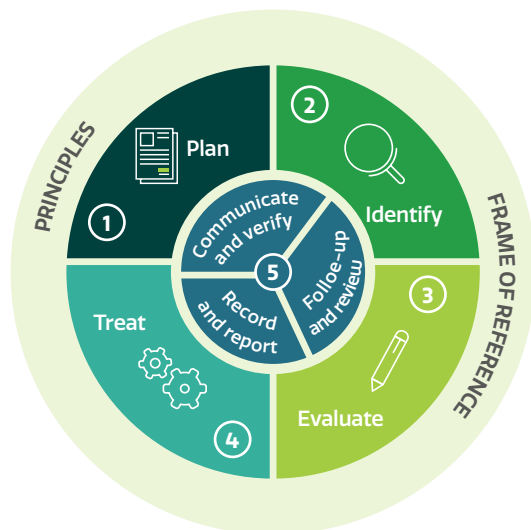 PRINCIPLES
FRAME OF REFERENCE
1
Plan
2
Identify
3
Evaluate
4
Treat
5
Communicate
and verify
Folloe-up
and review
Record
and report